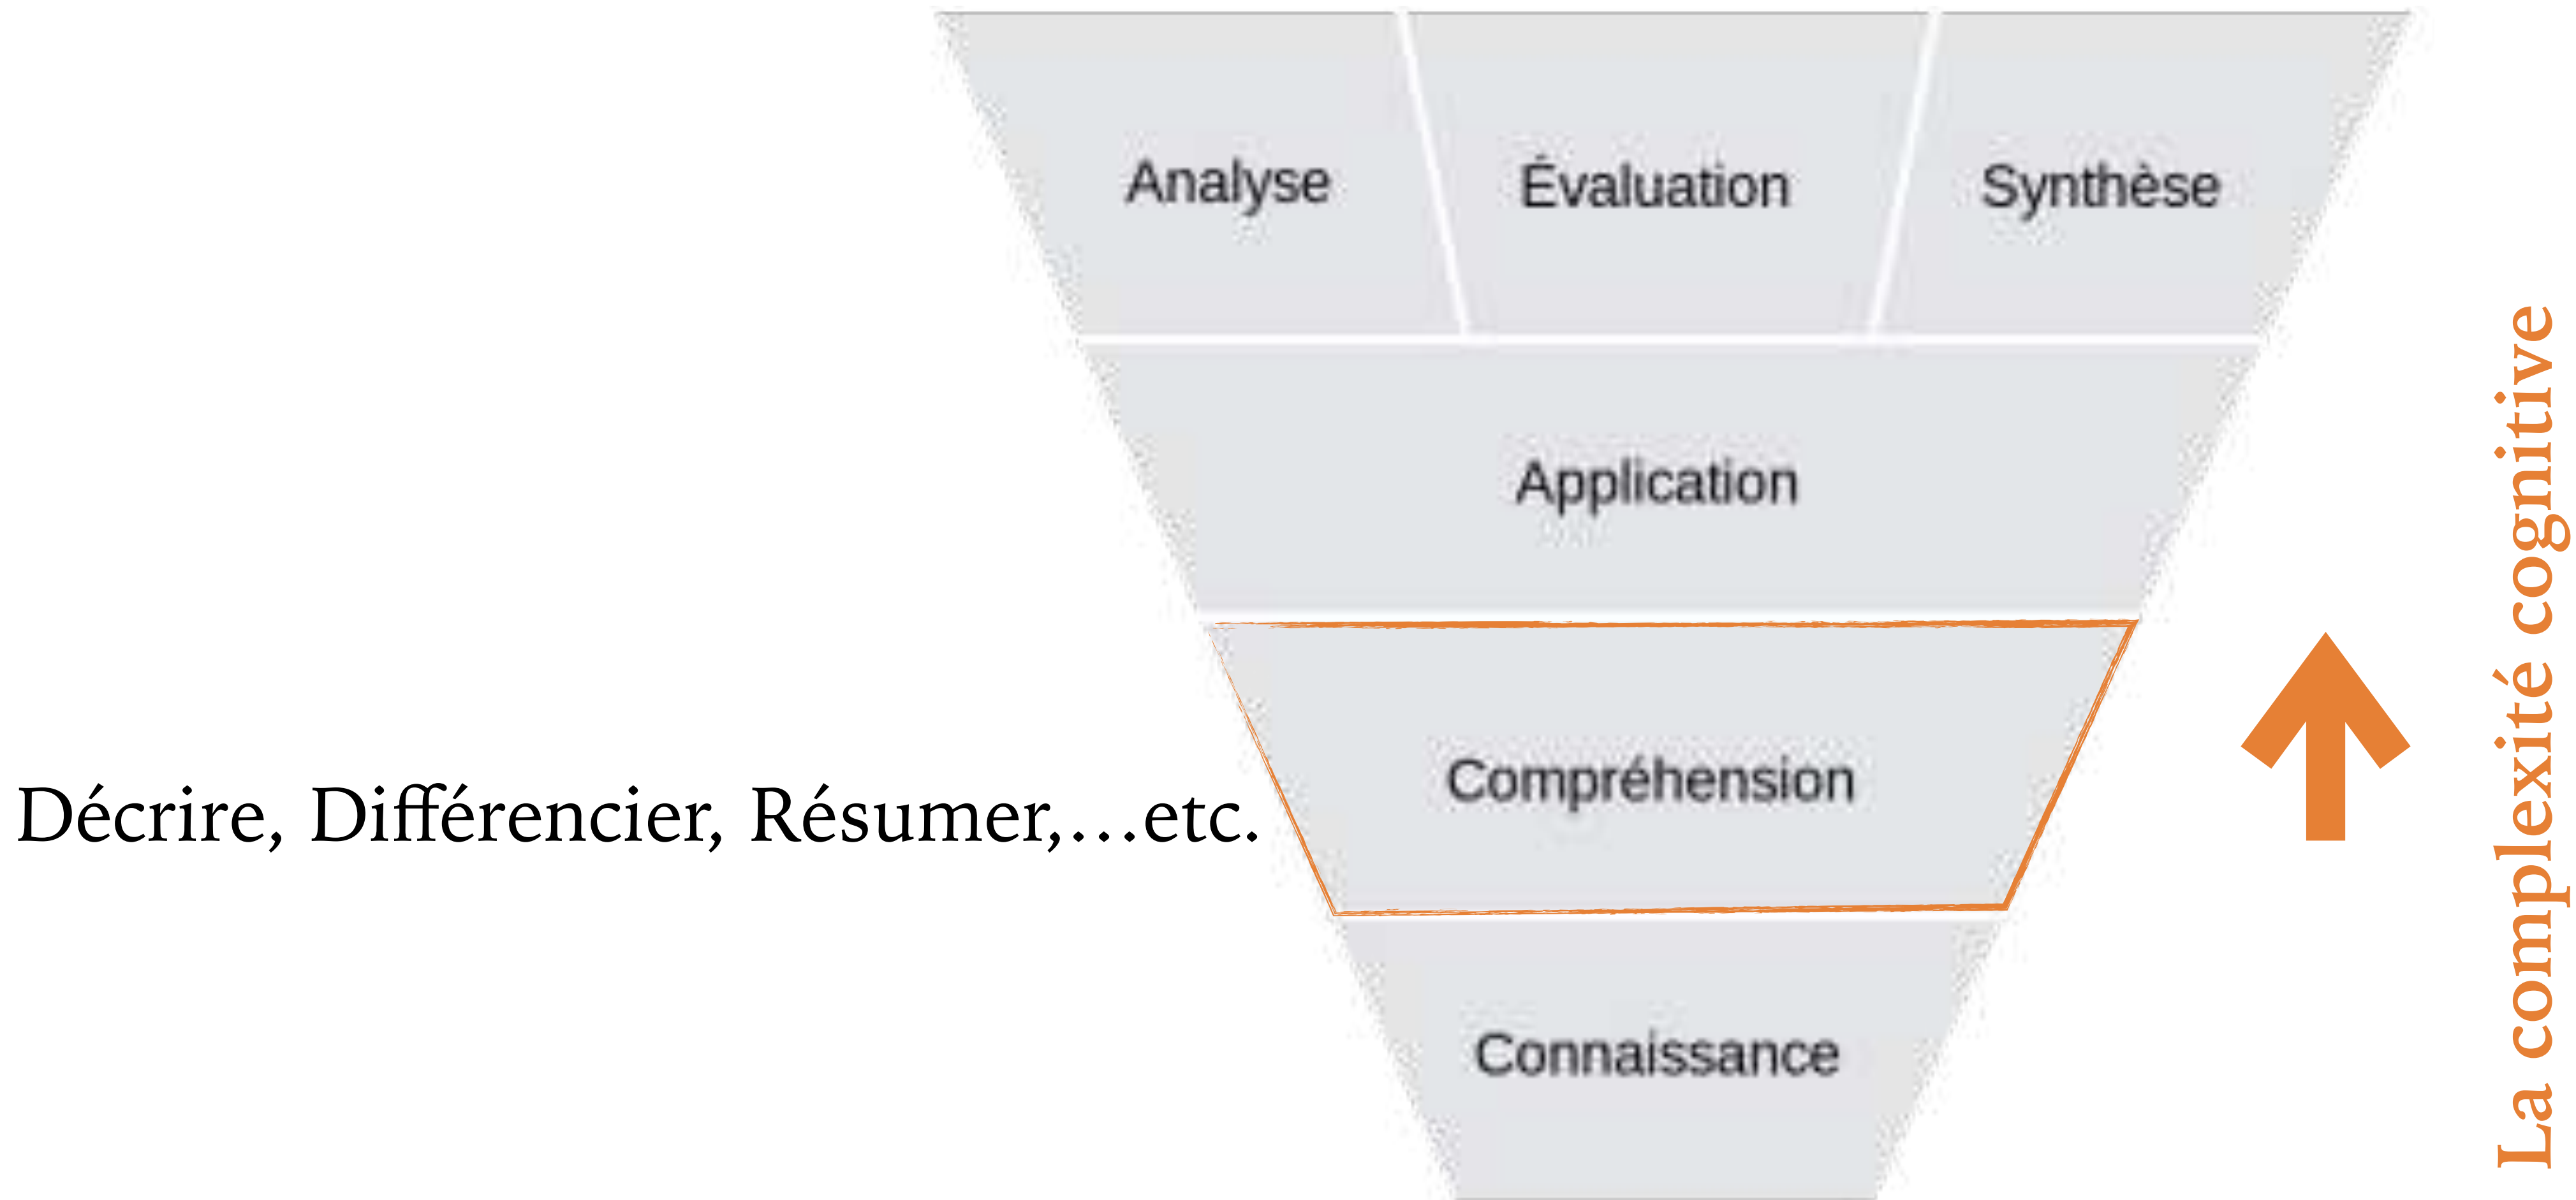 Analyse
Évaluation
Synthèse
Application
Compréhension
Décrire, Différencier, Résumer,…etc.
Connaissance
La complexité cognitive